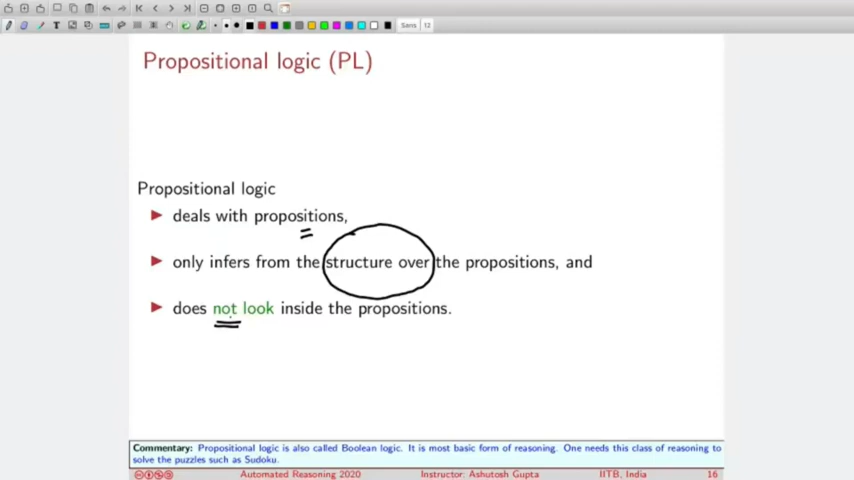 T
Sans 12
Propositional logic (PL)
Propositional logic
deals with propositions,
only infers from the structure over the propositions, and
does not look inside the propositions.
Commentary: Propositional logic is also called Boolean logic. It is most basic form of reasoning. One needs this class of reasoning to
solve the puzzles such as Sudoku.
Automated Reasoning 2020 Instructor: Ashutosh Gupta IITB, India 16